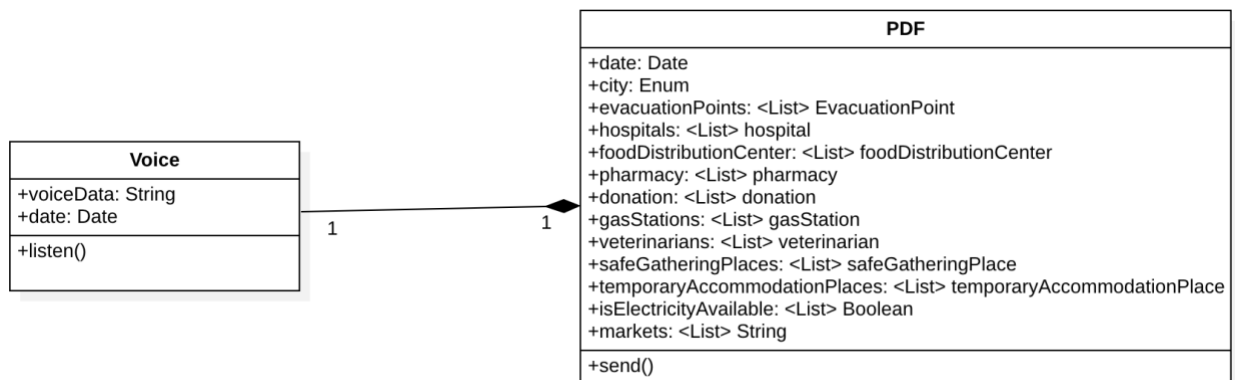 PDF
+date: Date
+city: Enum
+evacuationPoints: <List> EvacuationPoint
+hospitals: <List> hospital
+foodDistributionCenter: <List> foodDistributionCenter
+pharmacy: <List> pharmacy
+donation: <List> donation
+gasStations: <List> gasStation
+veterinarians: <List> veterinarian
+safeGatheringPlaces: <List> safeGatheringPlace
+temporaryAccommodationPlaces: <List> temporaryAccommodationPlace
+isElectricityAvailable: <List> Boolean
+markets: <List> String
+send()
Voice
+voiceData: String
+date: Date
+listen()
1
1